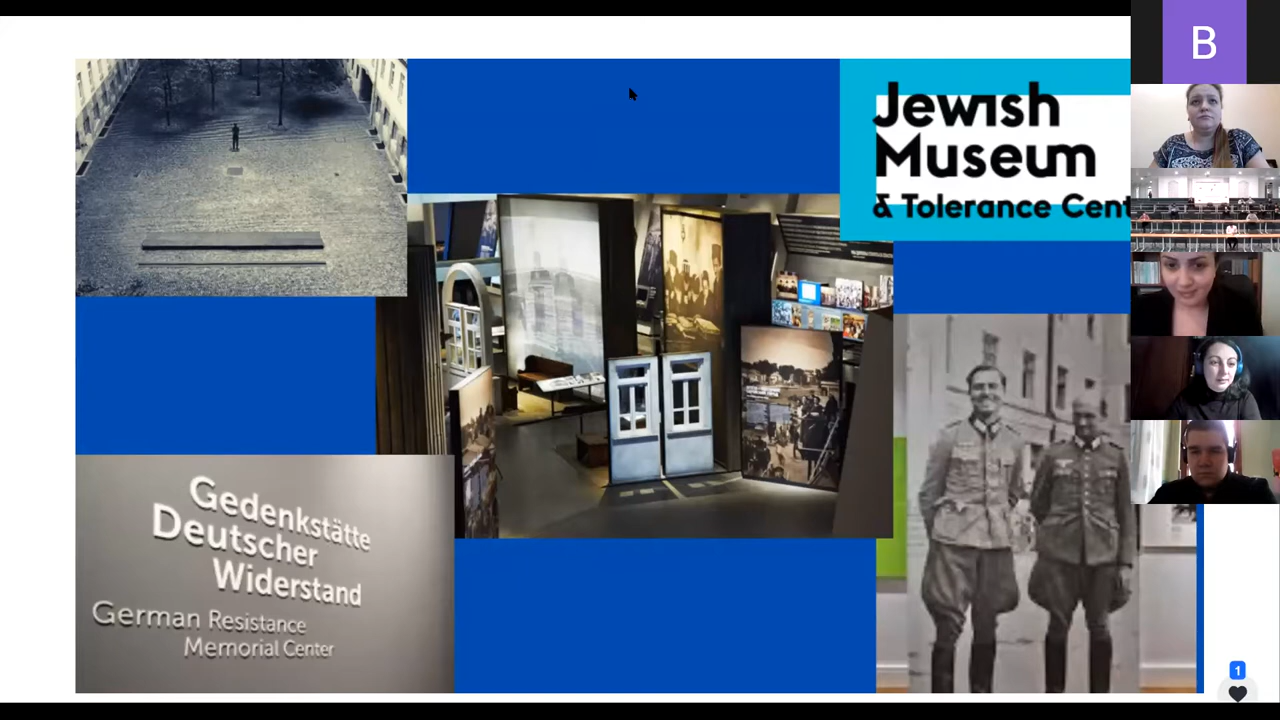 B
Jewish
Museum
& Tolerance Cent
Gedenkstätte
Deutscher
Widerstand
German Resistance
Memorial Center
1